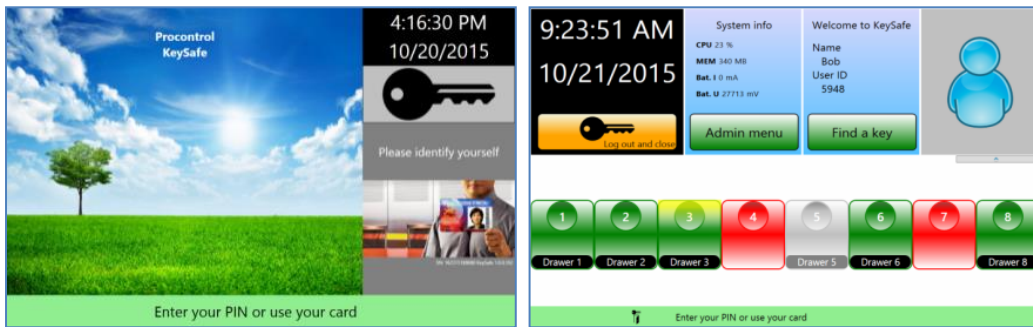 Procontrol
KeySafe
4:16:30 PM
10/20/2015
Please identify yourself
Enter your PIN or use your card
9:23:51 AM
10/21/2015
Log out and close
System info
CPU 23 %
MEM 340 MB
Bat. I 0 mA
Bat. U 27713 mV
Admin menu
Welcome to KeySafe
Name
Bob
User ID
5948
Find a key
1 2 3 4 5 6 7 8
Drawer 1 Drawer 2 Drawer 3 Drawer 5 Drawer 6 Drawer 8
Enter your PIN or use your card